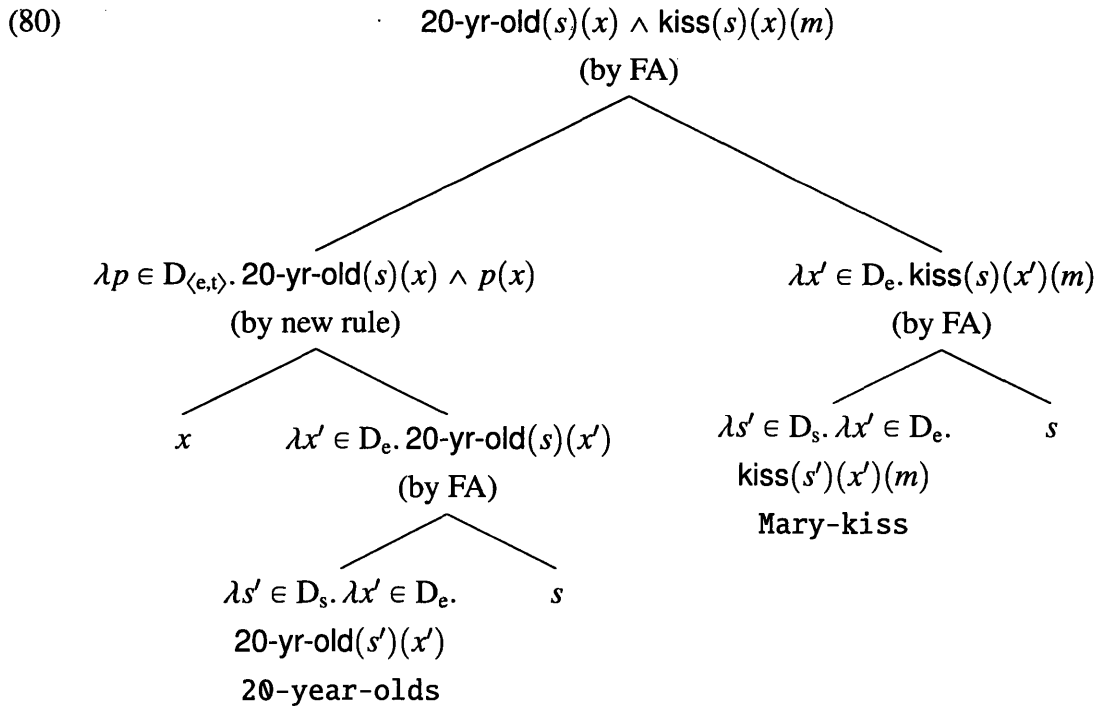 (80)
20-yr-old(s)(x) ∧ kiss(s)(x)(m)
(by FA)
λp ∈ D⟨e,t⟩. 20-yr-old(s)(x) ∧ p(x)
(by new rule)
λx′ ∈ De. kiss(s)(x′)(m)
(by FA)
x
λx′ ∈ De. 20-yr-old(s)(x′)
(by FA)
λs′ ∈ Ds. λx′ ∈ De.
kiss(s′)(x′)(m)
Mary-kiss
s
λs′ ∈ Ds. λx′ ∈ De.
20-yr-old(s′)(x′)
20-year-olds
s